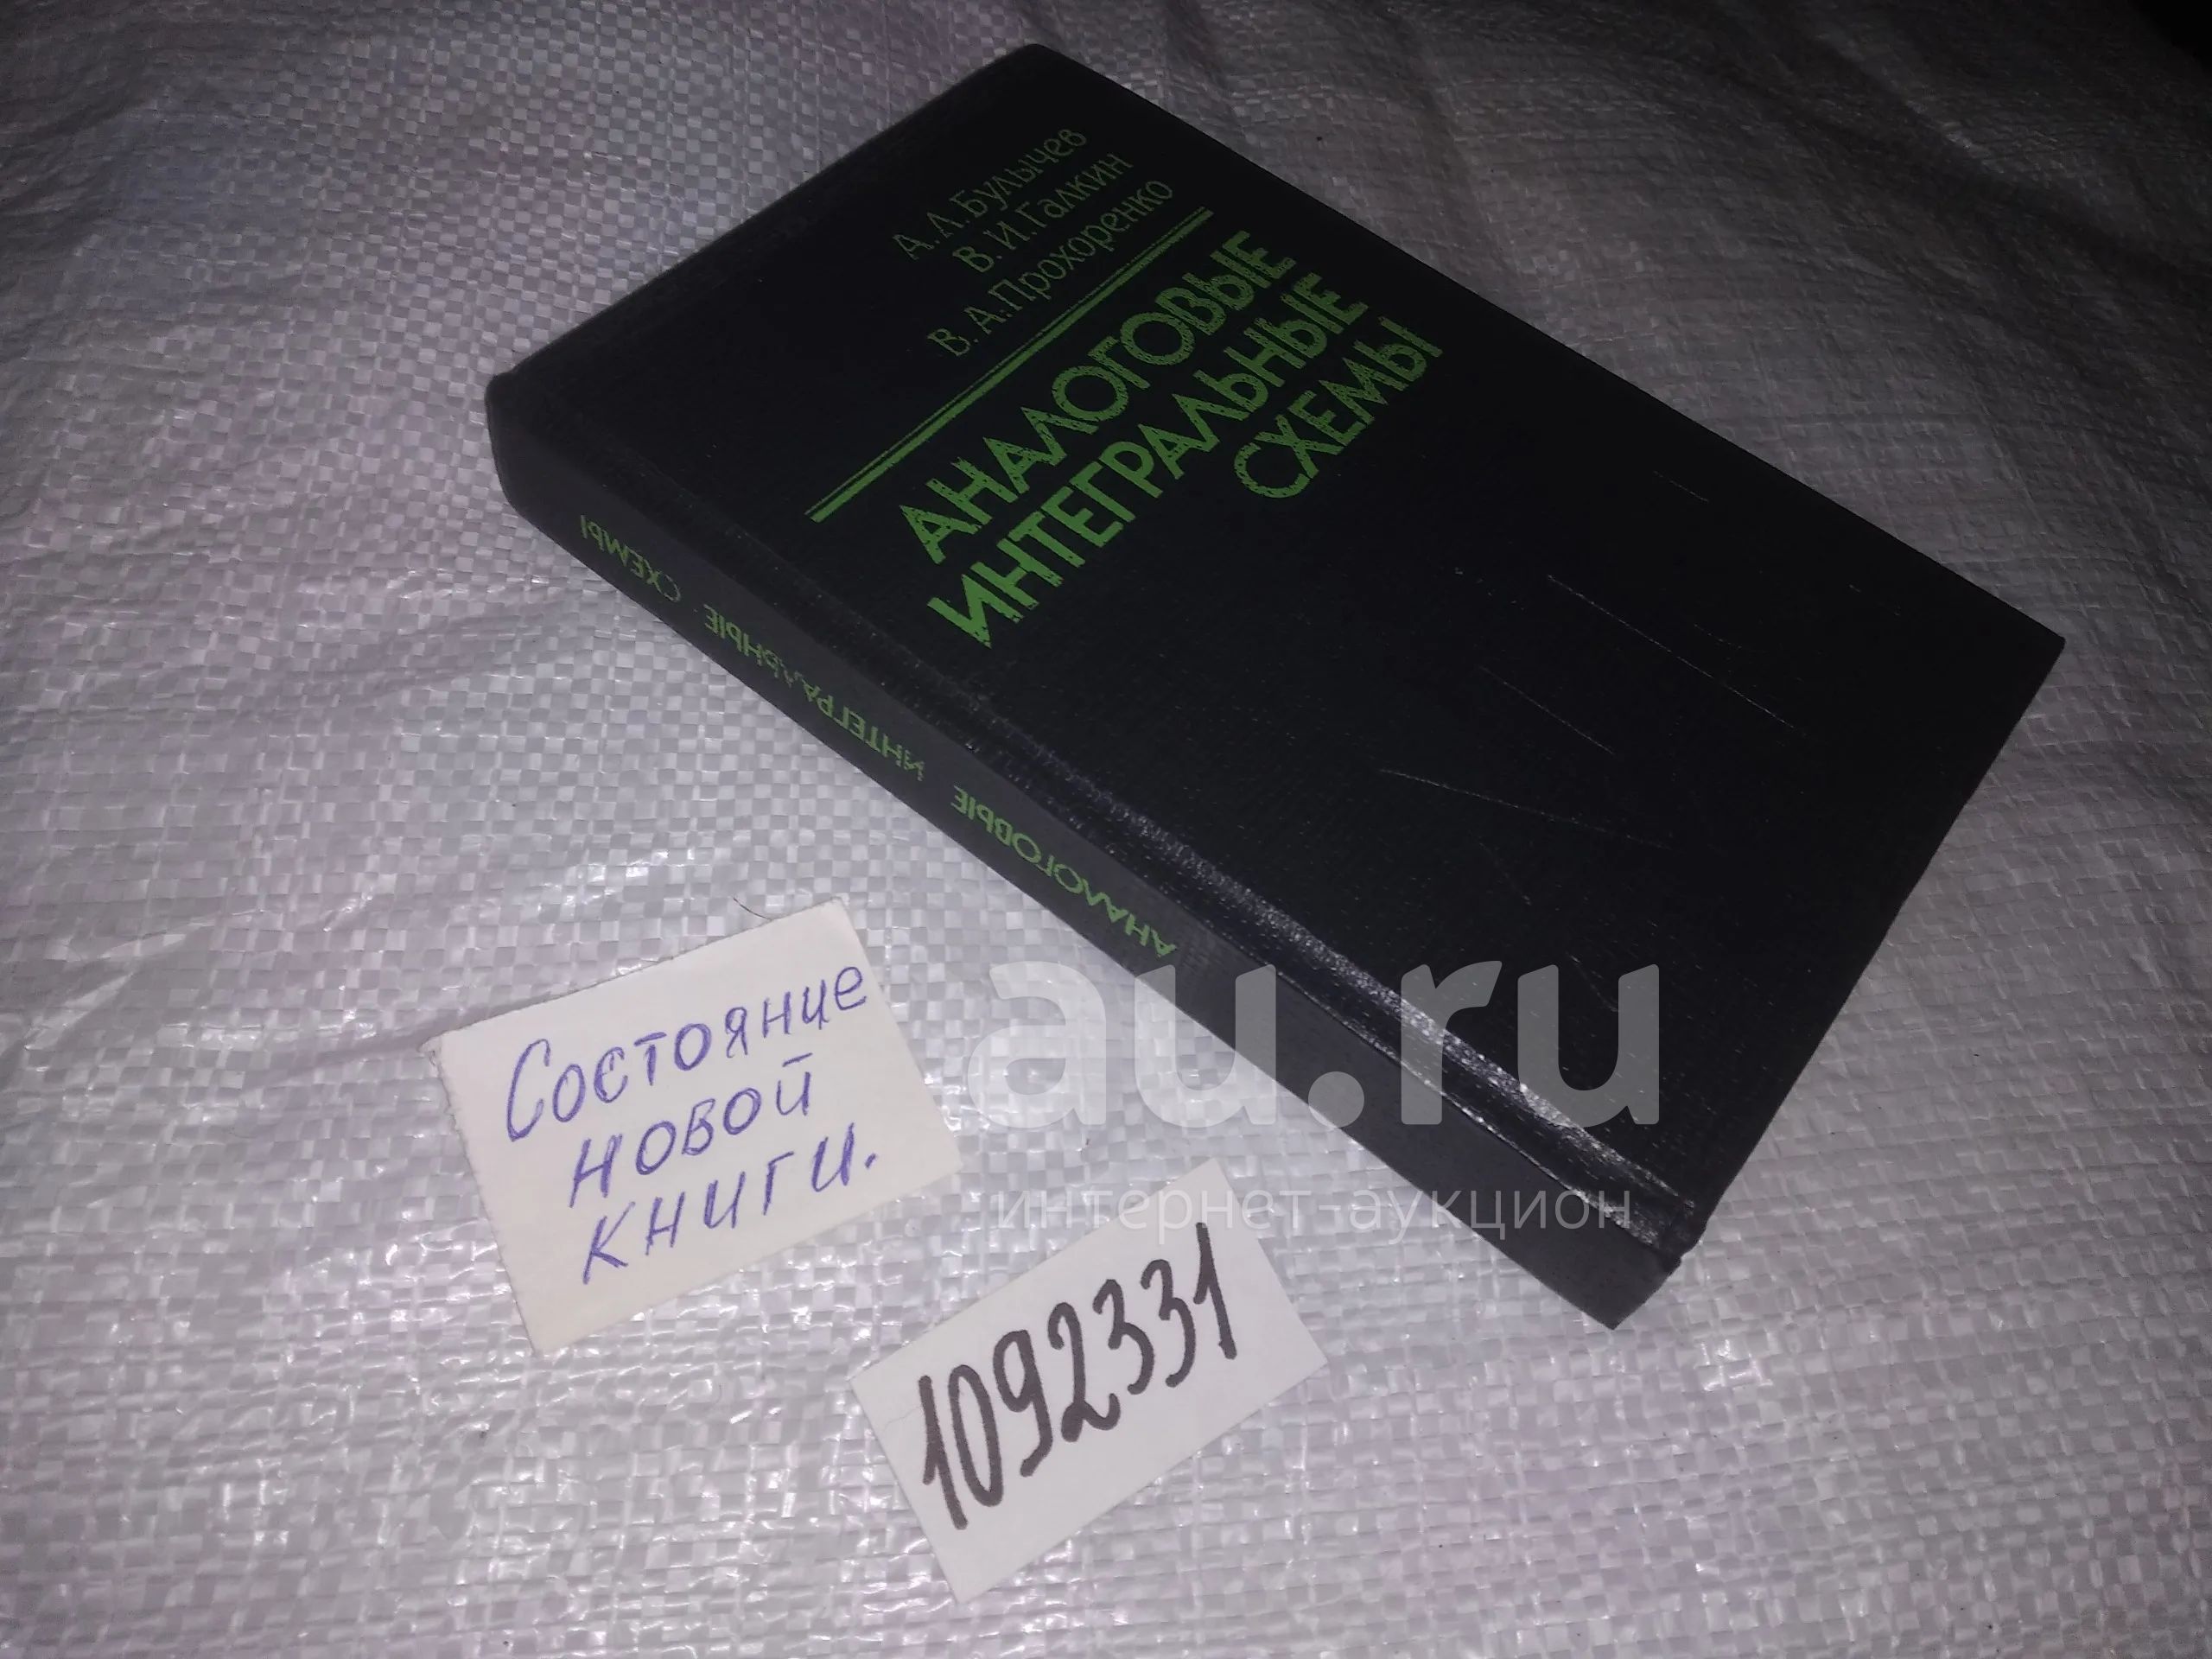 А.Л.Булычев
В.И.Галкин
В.А.Прохоренко
АНАЛОГОВЫЕ
ИНТЕГРАЛЬНЫЕ
СХЕМЫ
АНАЛОГОВЫЕ ИНТЕГРАЛЬНЫЕ СХЕМЫ
Состояние
новой
книги.
1092331
au.ru
интернет-аукцион